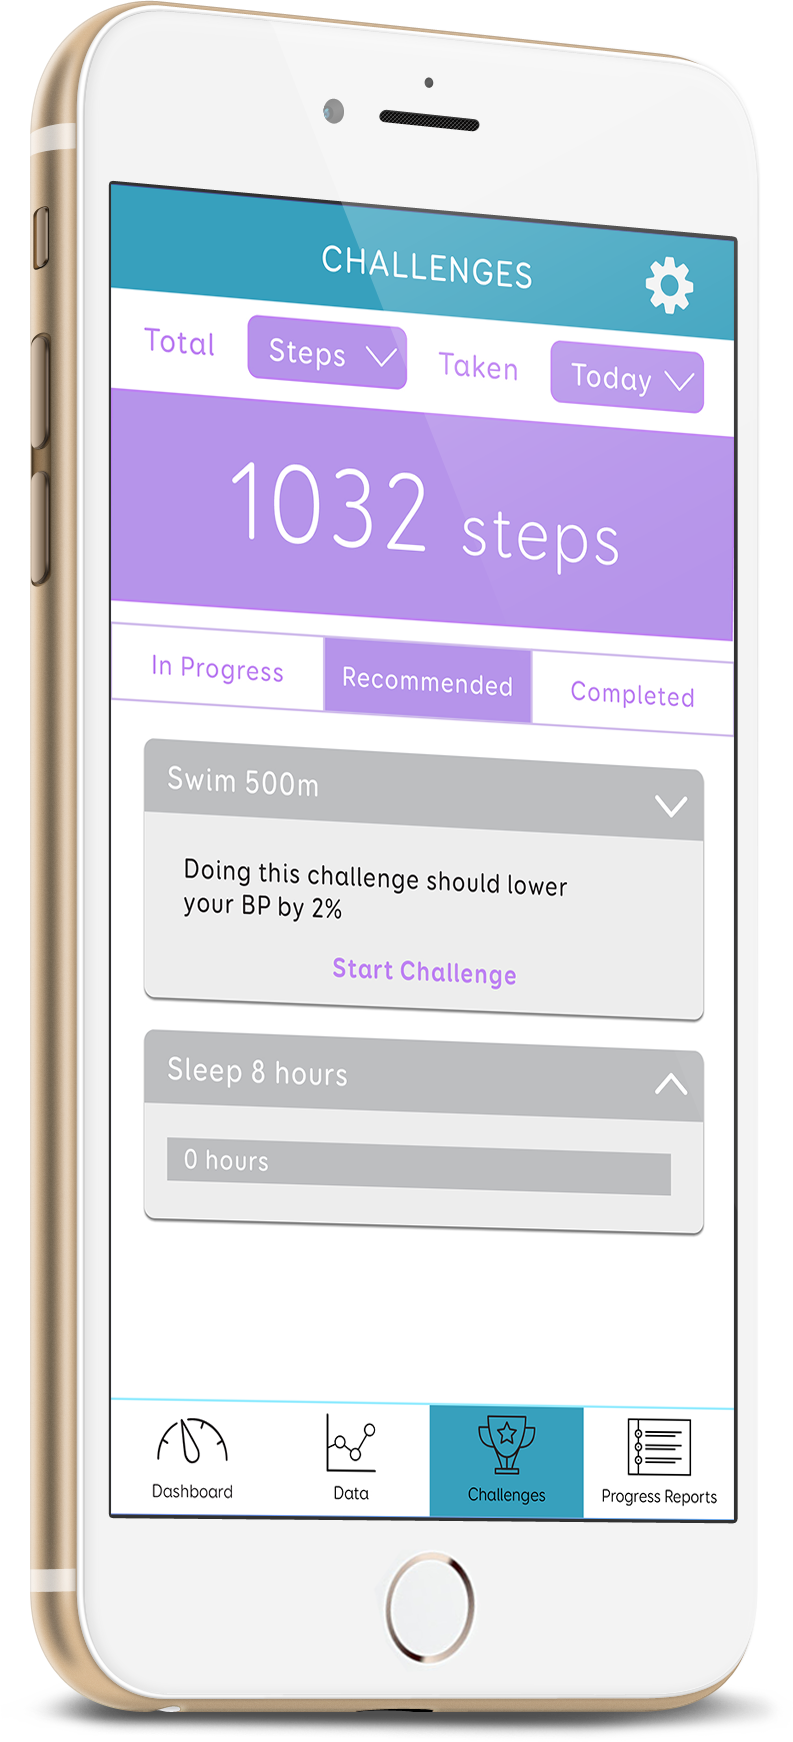 CHALLENGES
Total Steps Taken Today
1032 steps
In Progress Recommended Completed
Swim 500m
Doing this challenge should lower
your BP by 2%
Start Challenge
Sleep 8 hours
0 hours
Dashboard Data Challenges Progress Reports